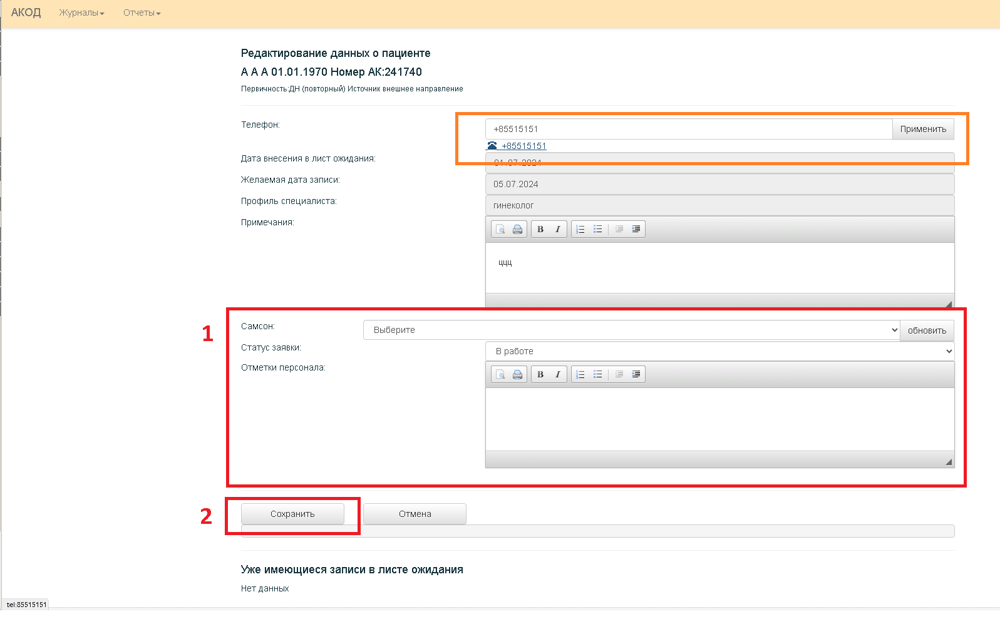 АКОД Журналы Отчеты
Редактирование данных о пациенте
А А А 01.01.1970 Номер АК:241740
Первичность:ДН (повторный) Источник внешнее направление
Телефон: +85515151 Применить
+85515151
Дата внесения в лист ожидания: 01.07.2024
Желаемая дата записи: 05.07.2024
Профиль специалиста: гинеколог
Примечания:
B I
ццц
1
Самсон: Выберите обновить
Статус заявки: В работе
Отметки персонала:
B I
2
Сохранить Отмена
Уже имеющиеся записи в листе ожидания
Нет данных
tel:85515151